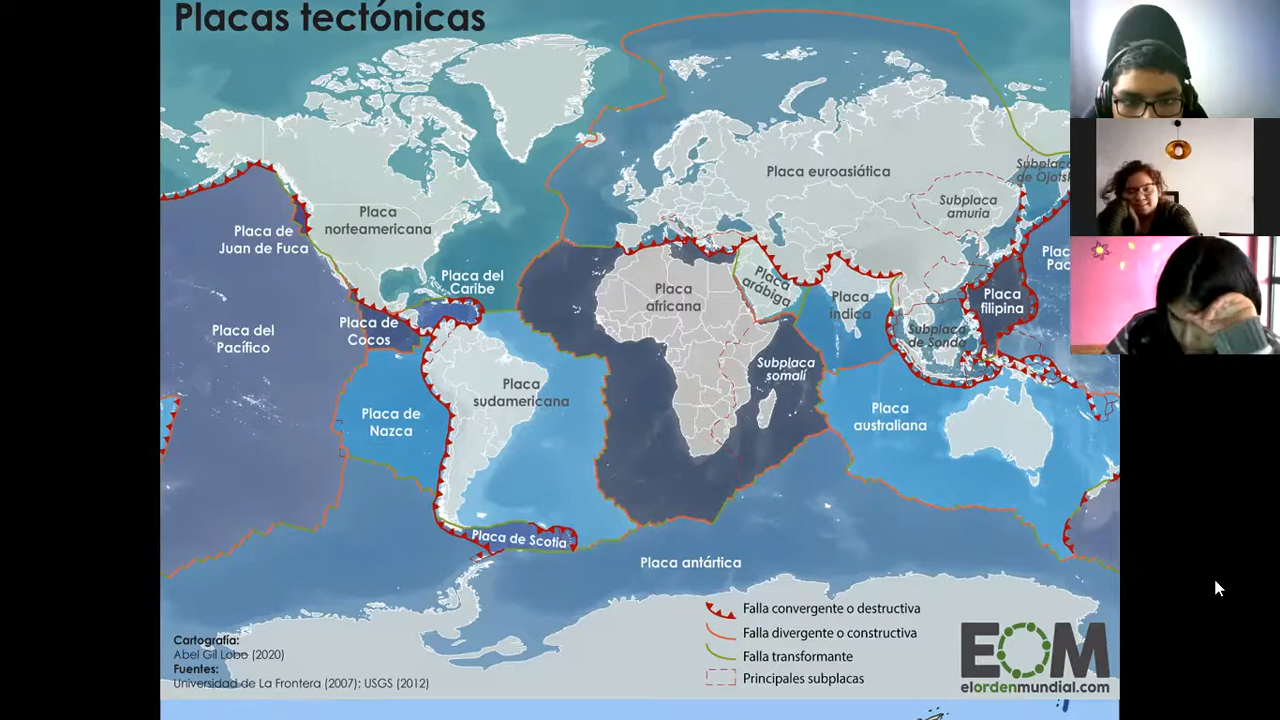 Placas tectónicas
Placa euroasiática
Subplaca
de Ojotsk
Subplaca
amuria
Placa
norteamericana
Placa de
Juan de Fuca
Placa del
Caribe
Placa
africana
Placa
arábiga
Placa
índica
Placa
filipina
Placa del
Pacífico
Placa de
Cocos
Subplaca
de Sonda
Subplaca
somalí
Placa
sudamericana
Placa de
Nazca
Placa
australiana
Placa de Scotia
Placa antártica
Falla convergente o destructiva
Falla divergente o constructiva
Falla transformante
Principales subplacas
Cartografía:
Abel Gil Lobo (2020)
Fuentes:
Universidad de La Frontera (2007); USGS (2012)
EOM
elordenmundial.com